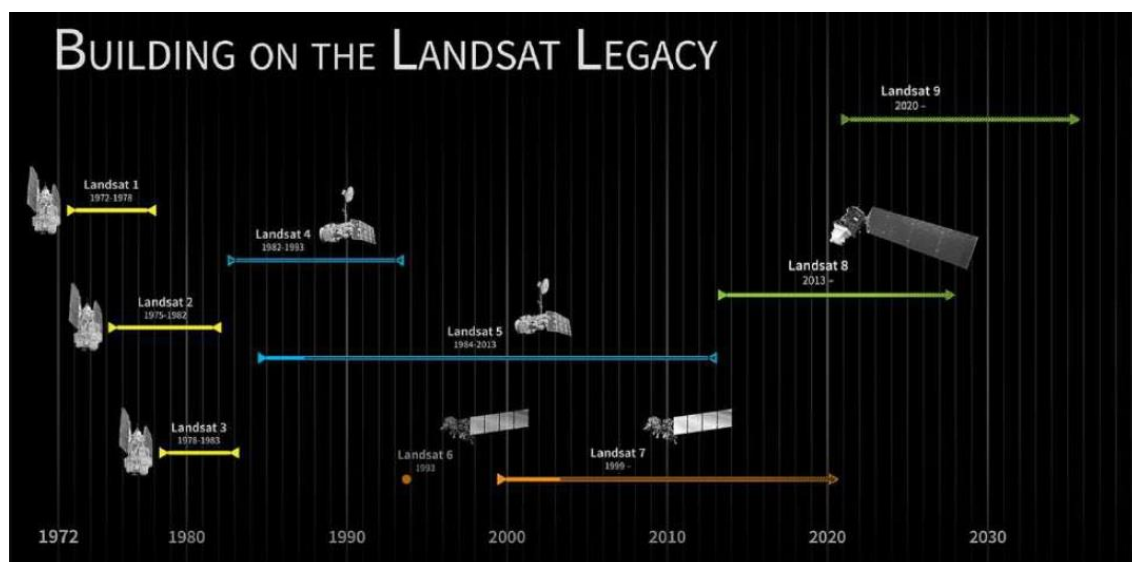 BUILDING ON THE LANDSAT LEGACY
Landsat 9
2020 –
Landsat 1
1972-1978
Landsat 4
1982-1993
Landsat 8
2013 –
Landsat 2
1975-1982
Landsat 5
1984-2013
Landsat 3
1978-1983
Landsat 6
1993
Landsat 7
1999 –
1972 1980 1990 2000 2010 2020 2030